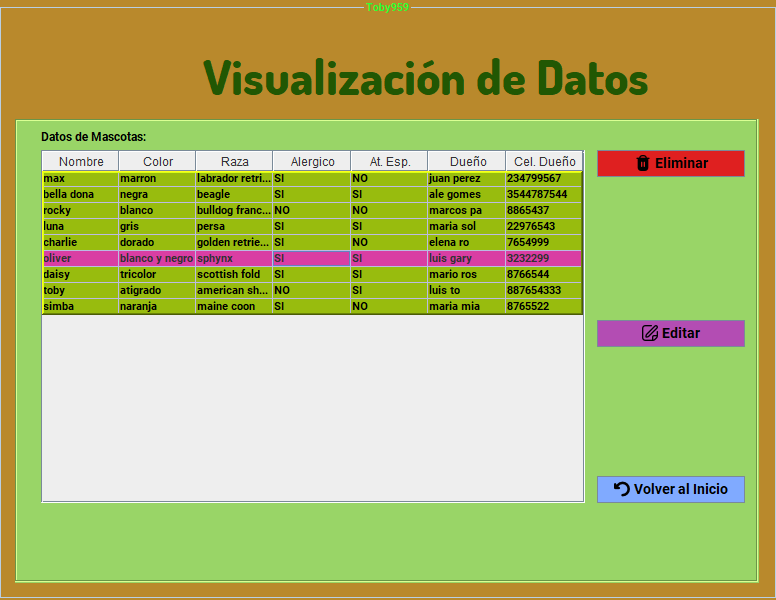 Toby959
Visualización de Datos
Datos de Mascotas:
Nombre Color Raza Alergico At. Esp. Dueño Cel. Dueño
max marron labrador retri... SI NO juan perez 234799567
bella dona negra beagle SI SI ale gomes 3544787544
rocky blanco bulldog franc... NO NO marcos pa 8865437
luna gris persa SI SI maria sol 22976543
charlie dorado golden retrie... SI NO elena ro 7654999
oliver blanco y negro sphynx SI SI luis gary 3232299
daisy tricolor scottish fold SI SI mario ros 8766544
toby atigrado american sh... NO SI luis to 887654333
simba naranja maine coon SI NO maria mia 8765522
Eliminar
Editar
Volver al Inicio